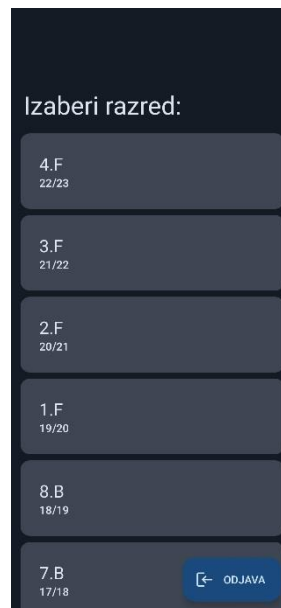 Izaberi razred:
4.F
22/23
3.F
21/22
2.F
20/21
1.F
19/20
8.B
18/19
7.B
17/18
ODJAVA